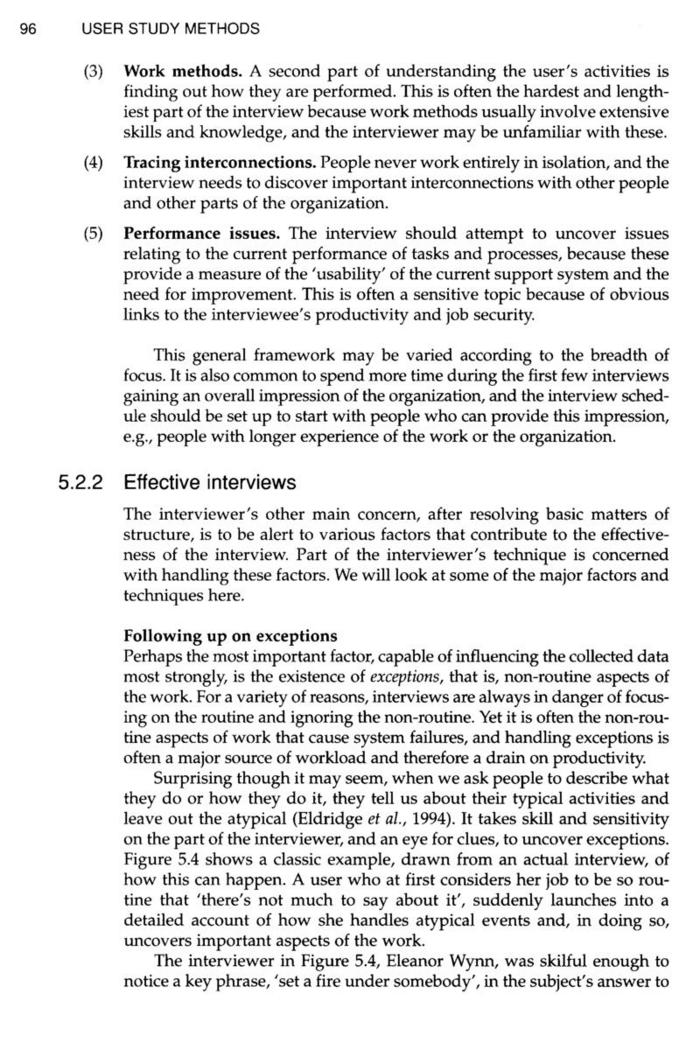 96 USER STUDY METHODS
(3) Work methods. A second part of understanding the user's activities is
finding out how they are performed. This is often the hardest and length-
iest part of the interview because work methods usually involve extensive
skills and knowledge, and the interviewer may be unfamiliar with these.
(4) Tracing interconnections. People never work entirely in isolation, and the
interview needs to discover important interconnections with other people
and other parts of the organization.
(5) Performance issues. The interview should attempt to uncover issues
relating to the current performance of tasks and processes, because these
provide a measure of the 'usability' of the current support system and the
need for improvement. This is often a sensitive topic because of obvious
links to the interviewee's productivity and job security.
This general framework may be varied according to the breadth of
focus. It is also common to spend more time during the first few interviews
gaining an overall impression of the organization, and the interview sched-
ule should be set up to start with people who can provide this impression,
e.g., people with longer experience of the work or the organization.
5.2.2 Effective interviews
The interviewer's other main concern, after resolving basic matters of
structure, is to be alert to various factors that contribute to the effective-
ness of the interview. Part of the interviewer's technique is concerned
with handling these factors. We will look at some of the major factors and
techniques here.
Following up on exceptions
Perhaps the most important factor, capable of influencing the collected data
most strongly, is the existence of exceptions, that is, non-routine aspects of
the work. For a variety of reasons, interviews are always in danger of focus-
ing on the routine and ignoring the non-routine. Yet it is often the non-rou-
tine aspects of work that cause system failures, and handling exceptions is
often a major source of workload and therefore a drain on productivity.
Surprising though it may seem, when we ask people to describe what
they do or how they do it, they tell us about their typical activities and
leave out the atypical (Eldridge et al., 1994). It takes skill and sensitivity
on the part of the interviewer, and an eye for clues, to uncover exceptions.
Figure 5.4 shows a classic example, drawn from an actual interview, of
how this can happen. A user who at first considers her job to be so rou-
tine that 'there's not much to say about it', suddenly launches into a
detailed account of how she handles atypical events and, in doing so,
uncovers important aspects of the work.
The interviewer in Figure 5.4, Eleanor Wynn, was skilful enough to
notice a key phrase, 'set a fire under somebody', in the subject's answer to